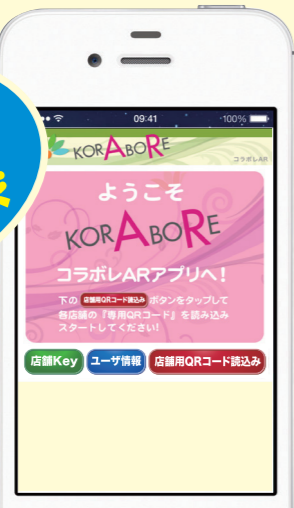 09:41
100%
KORABORE
コラボレAR
ようこそ
KORABORE
コラボレARアプリへ!
下の 店舗用QRコード読込み ボタンをタップして
各店舗の『専用QRコード』を読み込み
スタートしてください!
店舗Key ユーザ情報 店舗用QRコード読込み